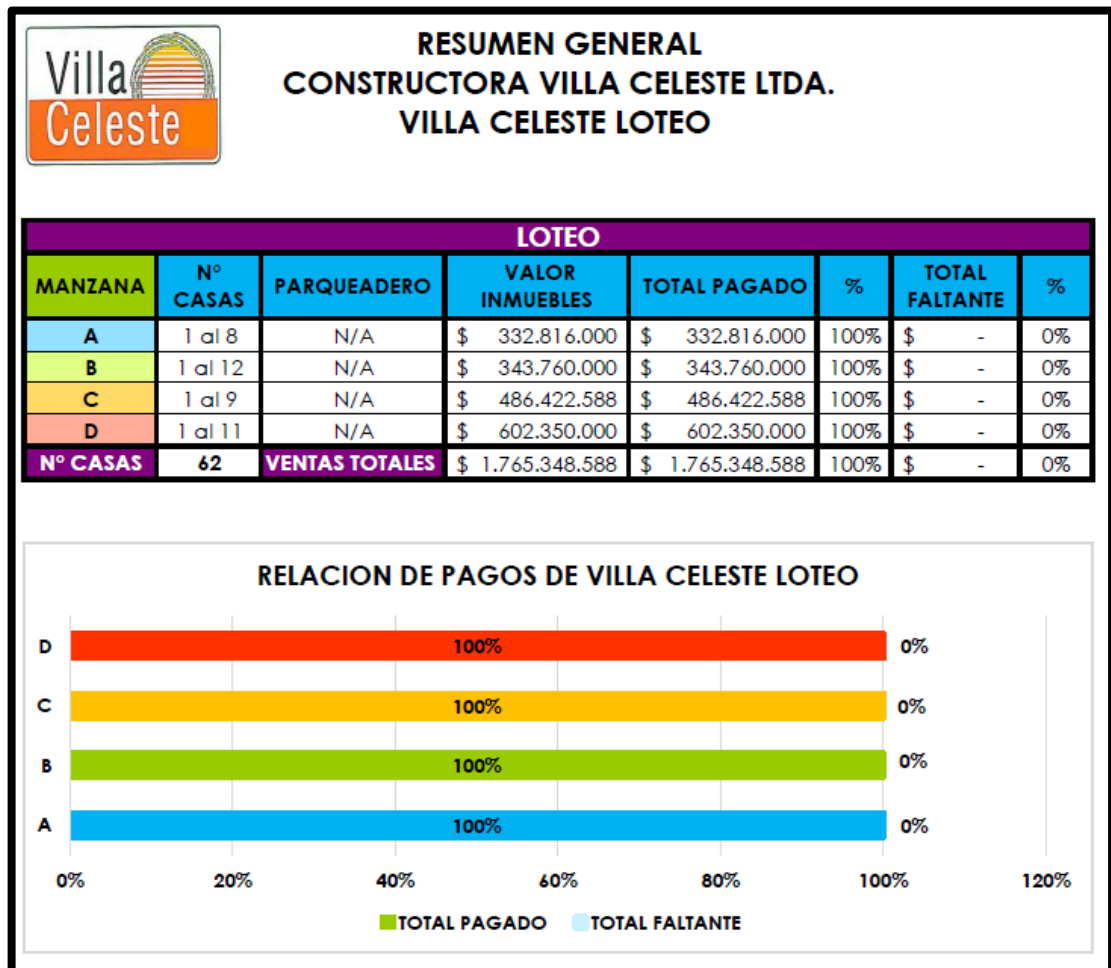 Villa
Celeste
RESUMEN GENERAL
CONSTRUCTORA VILLA CELESTE LTDA.
VILLA CELESTE LOTEO
LOTEO
MANZANA N° CASAS PARQUEADERO VALOR INMUEBLES TOTAL PAGADO % TOTAL FALTANTE %
A 1 al 8 N/A $ 332.816.000 $ 332.816.000 100% $ - 0%
B 1 al 12 N/A $ 343.760.000 $ 343.760.000 100% $ - 0%
C 1 al 9 N/A $ 486.422.588 $ 486.422.588 100% $ - 0%
D 1 al 11 N/A $ 602.350.000 $ 602.350.000 100% $ - 0%
N° CASAS 62 VENTAS TOTALES $ 1.765.348.588 $ 1.765.348.588 100% $ - 0%
RELACION DE PAGOS DE VILLA CELESTE LOTEO
D 100% 0%
C 100% 0%
B 100% 0%
A 100% 0%
0% 20% 40% 60% 80% 100% 120%
TOTAL PAGADO TOTAL FALTANTE